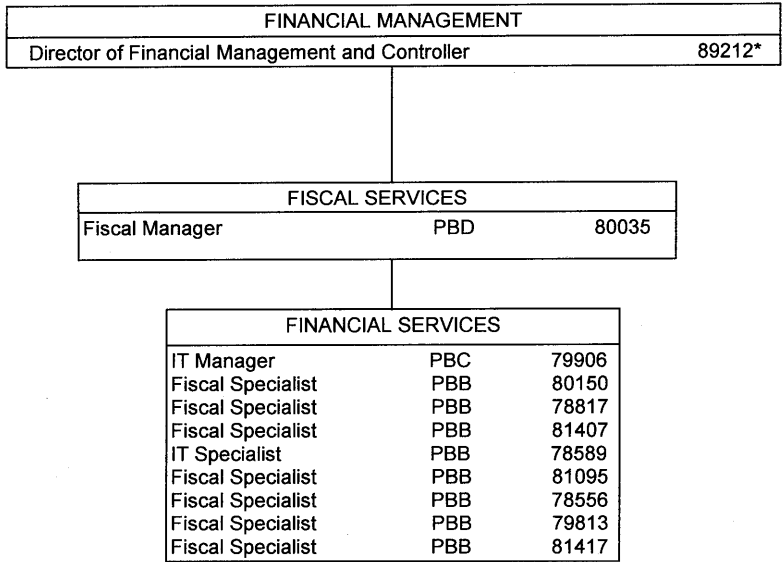 FINANCIAL MANAGEMENT
Director of Financial Management and Controller 89212*
FISCAL SERVICES
Fiscal Manager PBD 80035
FINANCIAL SERVICES
IT Manager PBC 79906
Fiscal Specialist PBB 80150
Fiscal Specialist PBB 78817
Fiscal Specialist PBB 81407
IT Specialist PBB 78589
Fiscal Specialist PBB 81095
Fiscal Specialist PBB 78556
Fiscal Specialist PBB 79813
Fiscal Specialist PBB 81417